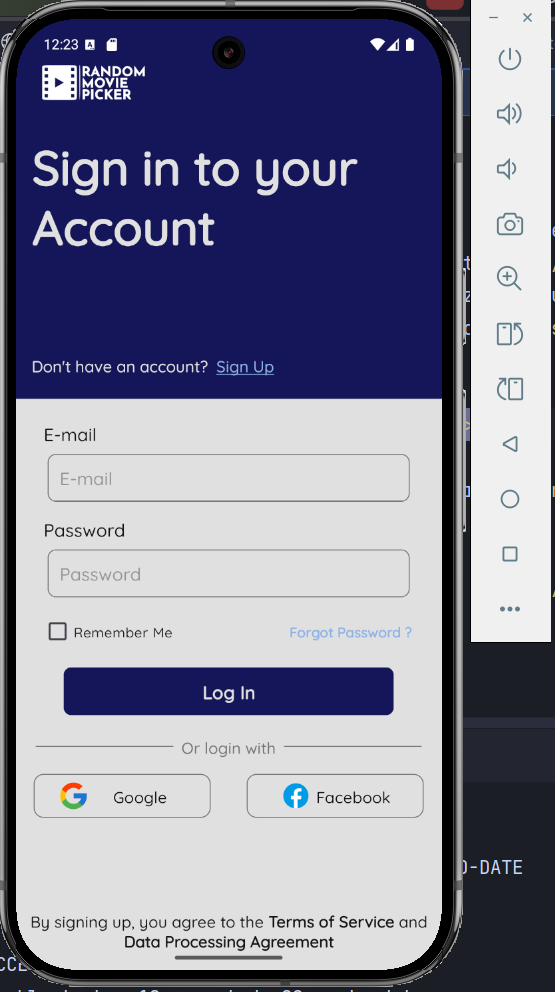 12:23
RANDOM
MOVIE
PICKER
Sign in to your
Account
Don't have an account? Sign Up
E-mail
E-mail
Password
Password
Remember Me
Forgot Password ?
Log In
Or login with
Google
Facebook
D-DATE
By signing up, you agree to the Terms of Service and
Data Processing Agreement